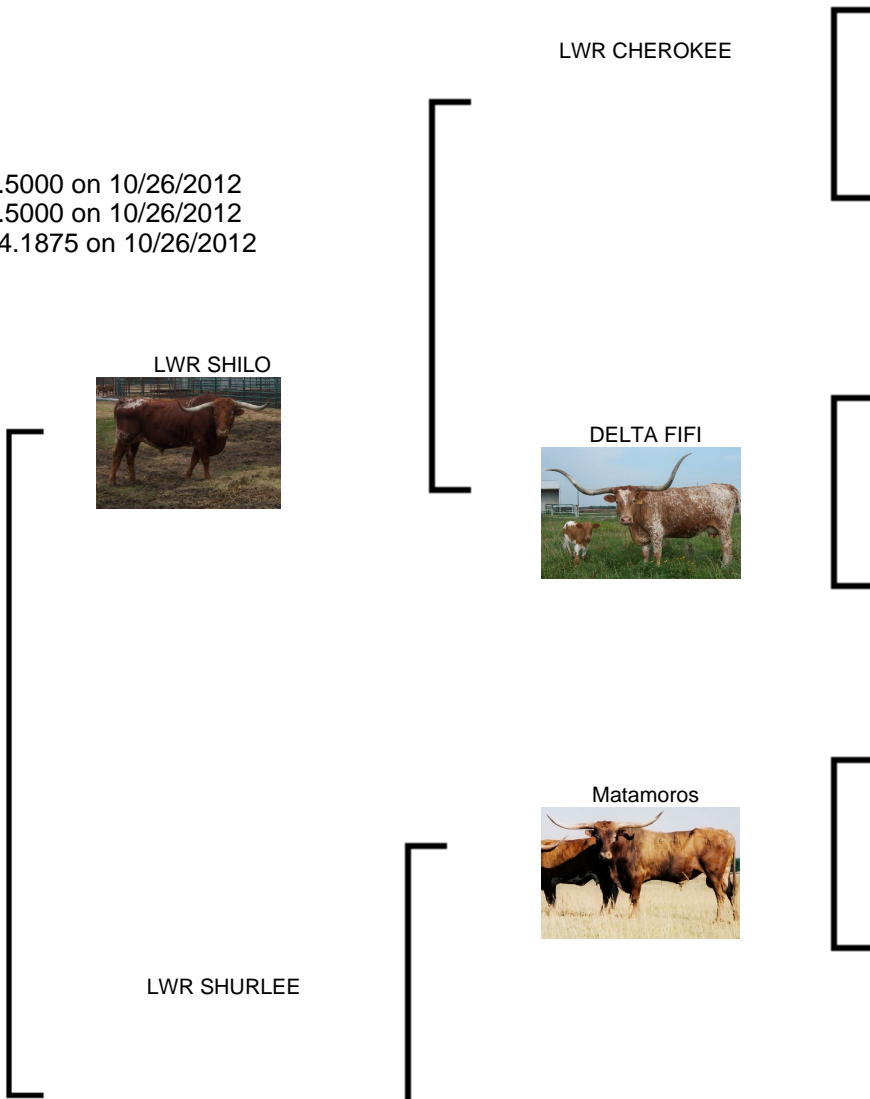 LWR CHEROKEE
.5000 on 10/26/2012
.5000 on 10/26/2012
4.1875 on 10/26/2012
LWR SHILO
DELTA FIFI
Matamoros
LWR SHURLEE